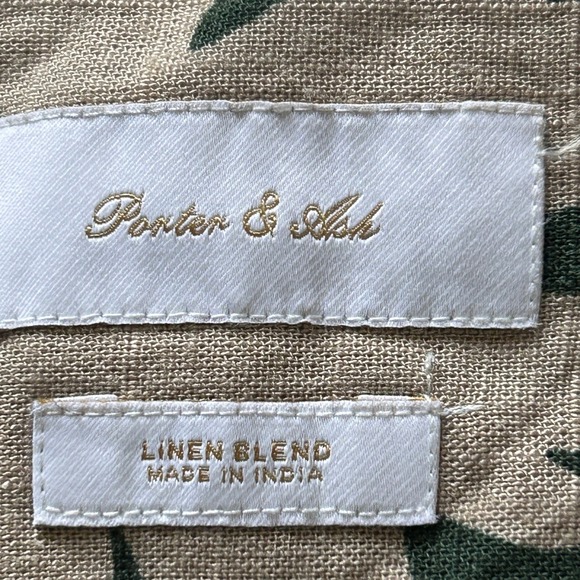 Porter & Ash
LINEN BLEND
MADE IN INDIA